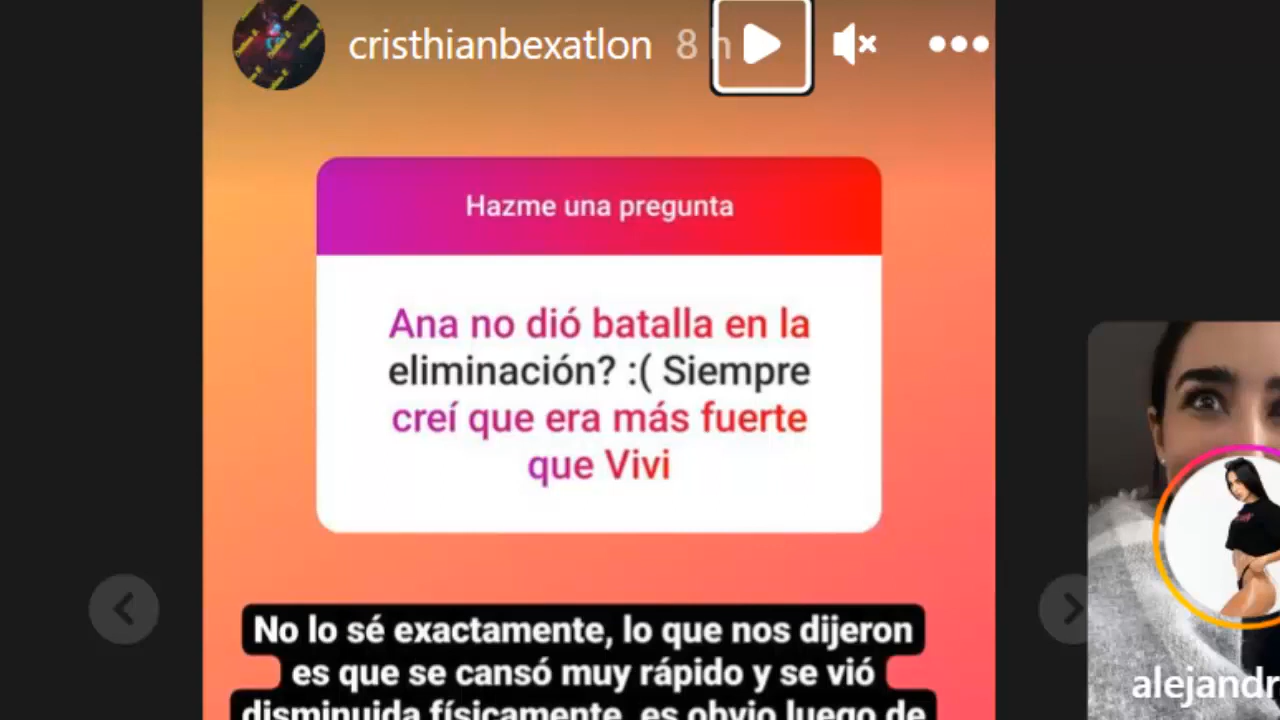 cristhianbexatlon 8 h
Hazme una pregunta
Ana no dió batalla en la
eliminación? :( Siempre
creí que era más fuerte
que Vivi
No lo sé exactamente, lo que nos dijeron
es que se cansó muy rápido y se vió
disminuida físicamente, es obvio luego de
alejandr